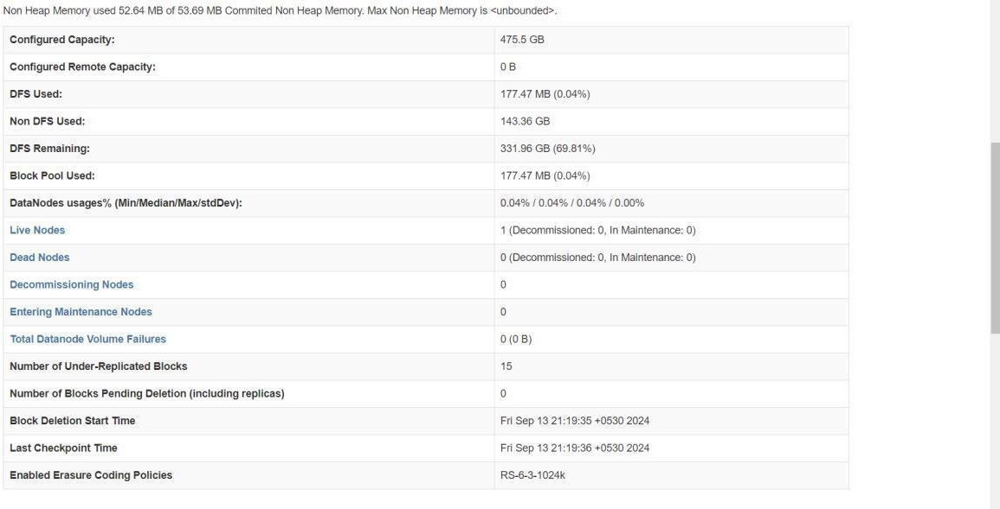 Non Heap Memory used 52.64 MB of 53.69 MB Commited Non Heap Memory. Max Non Heap Memory is <unbounded>.
Configured Capacity: 475.5 GB
Configured Remote Capacity: 0 B
DFS Used: 177.47 MB (0.04%)
Non DFS Used: 143.36 GB
DFS Remaining: 331.96 GB (69.81%)
Block Pool Used: 177.47 MB (0.04%)
DataNodes usages% (Min/Median/Max/stdDev): 0.04% / 0.04% / 0.04% / 0.00%
Live Nodes 1 (Decommissioned: 0, In Maintenance: 0)
Dead Nodes 0 (Decommissioned: 0, In Maintenance: 0)
Decommissioning Nodes 0
Entering Maintenance Nodes 0
Total Datanode Volume Failures 0 (0 B)
Number of Under-Replicated Blocks 15
Number of Blocks Pending Deletion (including replicas) 0
Block Deletion Start Time Fri Sep 13 21:19:35 +0530 2024
Last Checkpoint Time Fri Sep 13 21:19:36 +0530 2024
Enabled Erasure Coding Policies RS-6-3-1024k